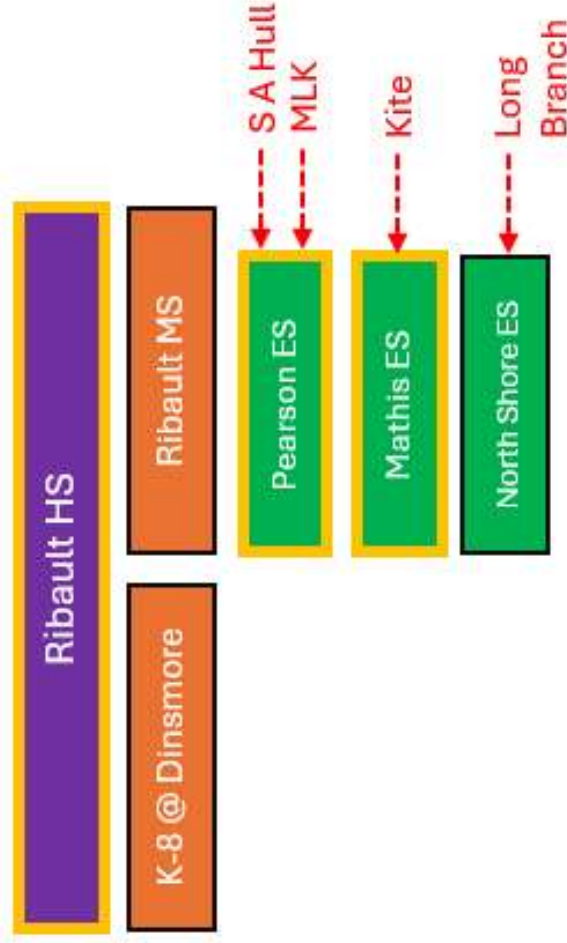 Ribault HS
K-8 @ Dinsmore
Ribault MS
Pearson ES
S A Hull
MLK
Mathis ES
Kite
North Shore ES
Long
Branch